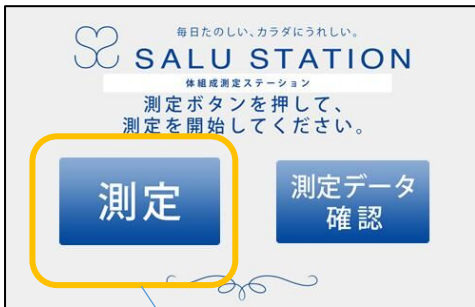 毎日たのしい、カラダにうれしい。
SALU STATION
体組成測定ステーション
測定ボタンを押して、
測定を開始してください。
測定
測定データ
確認